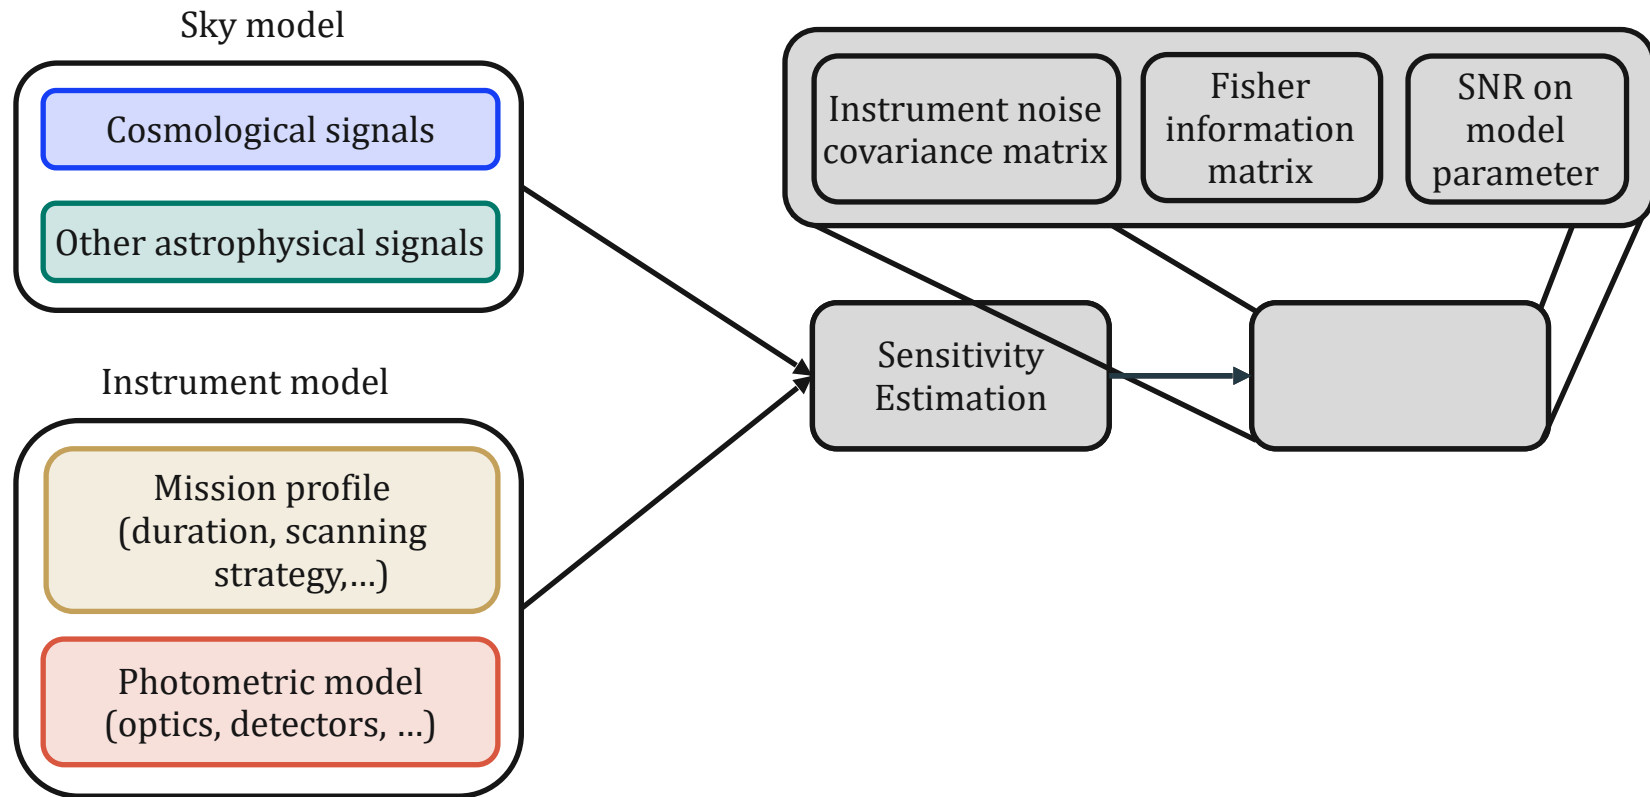 Sky model
Cosmological signals
Other astrophysical signals
Instrument model
Mission profile
(duration, scanning
strategy,...)
Photometric model
(optics, detectors, ...)
Instrument noise
covariance matrix
Fisher
information
matrix
SNR on
model
parameter
Sensitivity
Estimation